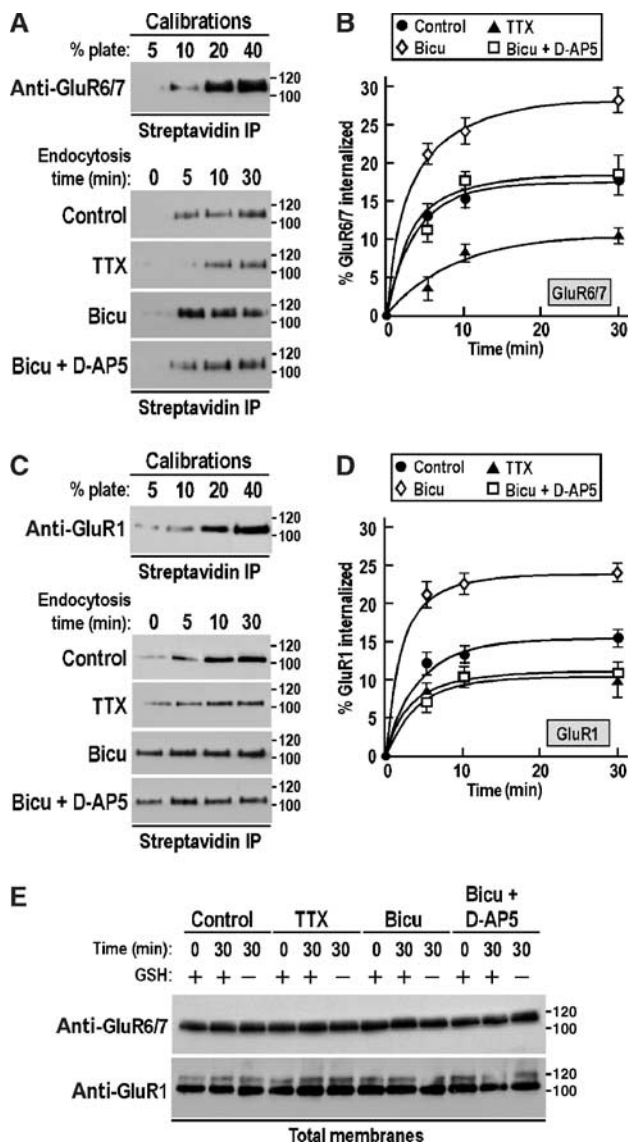 A
Calibrations
% plate: 5 10 20 40
Anti-GluR6/7
120
100
Streptavidin IP
Endocytosis
time (min): 0 5 10 30
Control
120
100
TTX
120
100
Bicu
120
100
Bicu + D-AP5
120
100
Streptavidin IP
B
Control TTX
Bicu Bicu + D-AP5
% GluR6/7 internalized
30
25
20
15
10
5
0
GluR6/7
0 10 20 30
Time (min)
C
Calibrations
% plate: 5 10 20 40
Anti-GluR1
120
100
Streptavidin IP
Endocytosis
time (min): 0 5 10 30
Control
120
100
TTX
120
100
Bicu
120
100
Bicu + D-AP5
120
100
Streptavidin IP
D
Control TTX
Bicu Bicu + D-AP5
% GluR1 internalized
30
25
20
15
10
5
0
GluR1
0 10 20 30
Time (min)
E
Control TTX Bicu Bicu +
D-AP5
Time (min): 0 30 30 0 30 30 0 30 30 0 30 30
GSH: + + − + + − + + − + + −
Anti-GluR6/7
120
100
Anti-GluR1
120
100
Total membranes